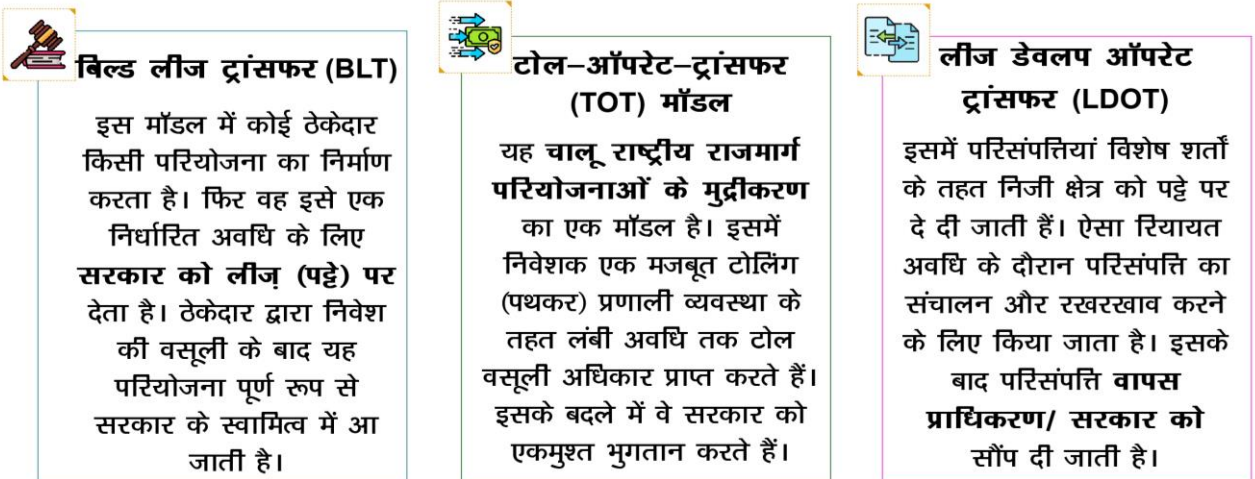 बिल्ड लीज ट्रांसफर (BLT)
इस मॉडल में कोई ठेकेदार
किसी परियोजना का निर्माण
करता है। फिर वह इसे एक
निर्धारित अवधि के लिए
सरकार को लीज़ (पट्टे) पर
देता है। ठेकेदार द्वारा निवेश
की वसूली के बाद यह
परियोजना पूर्ण रूप से
सरकार के स्वामित्व में आ
जाती है।
टोल–ऑपरेट–ट्रांसफर
(TOT) मॉडल
यह चालू राष्ट्रीय राजमार्ग
परियोजनाओं के मुद्रीकरण
का एक मॉडल है। इसमें
निवेशक एक मजबूत टोलिंग
(पथकर) प्रणाली व्यवस्था के
तहत लंबी अवधि तक टोल
वसूली अधिकार प्राप्त करते हैं।
इसके बदले में वे सरकार को
एकमुश्त भुगतान करते हैं।
लीज डेवलप ऑपरेट
ट्रांसफर (LDOT)
इसमें परिसंपत्तियां विशेष शर्तों
के तहत निजी क्षेत्र को पट्टे पर
दे दी जाती हैं। ऐसा रियायत
अवधि के दौरान परिसंपत्ति का
संचालन और रखरखाव करने
के लिए किया जाता है। इसके
बाद परिसंपत्ति वापस
प्राधिकरण/ सरकार को
सौंप दी जाती है।